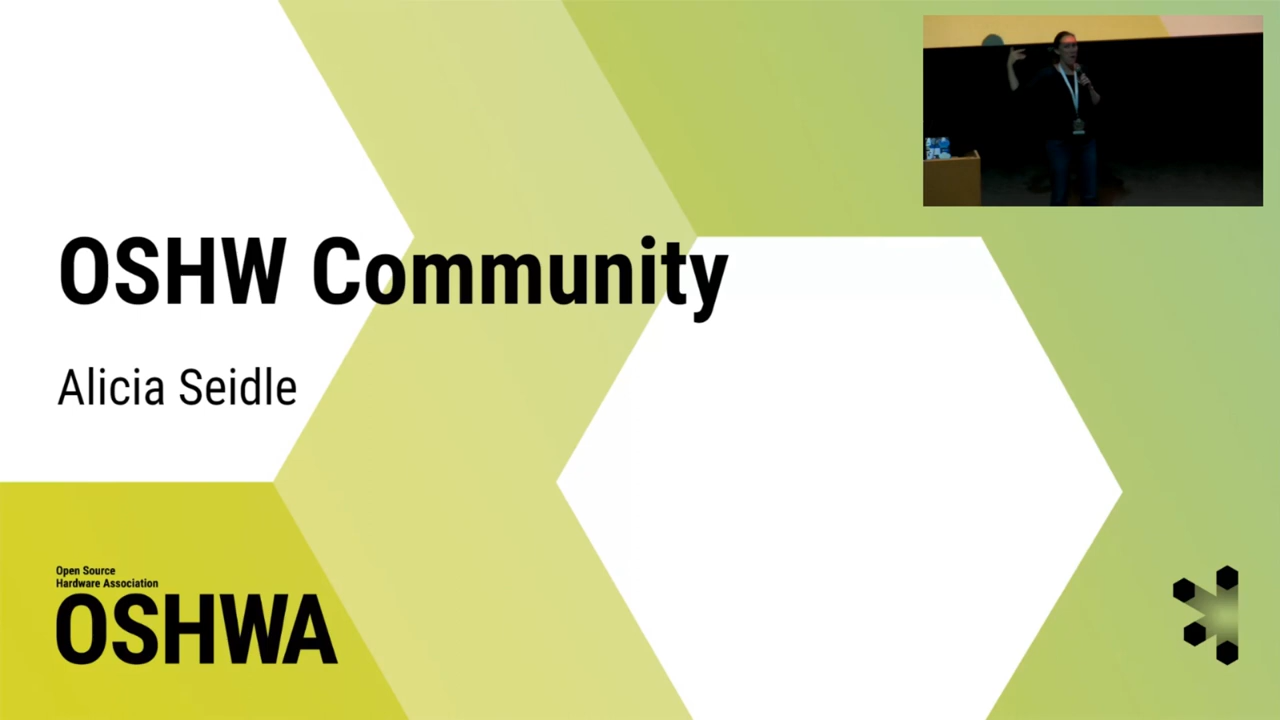 OSHW Community
Alicia Seidle
Open Source
Hardware Association
OSHWA